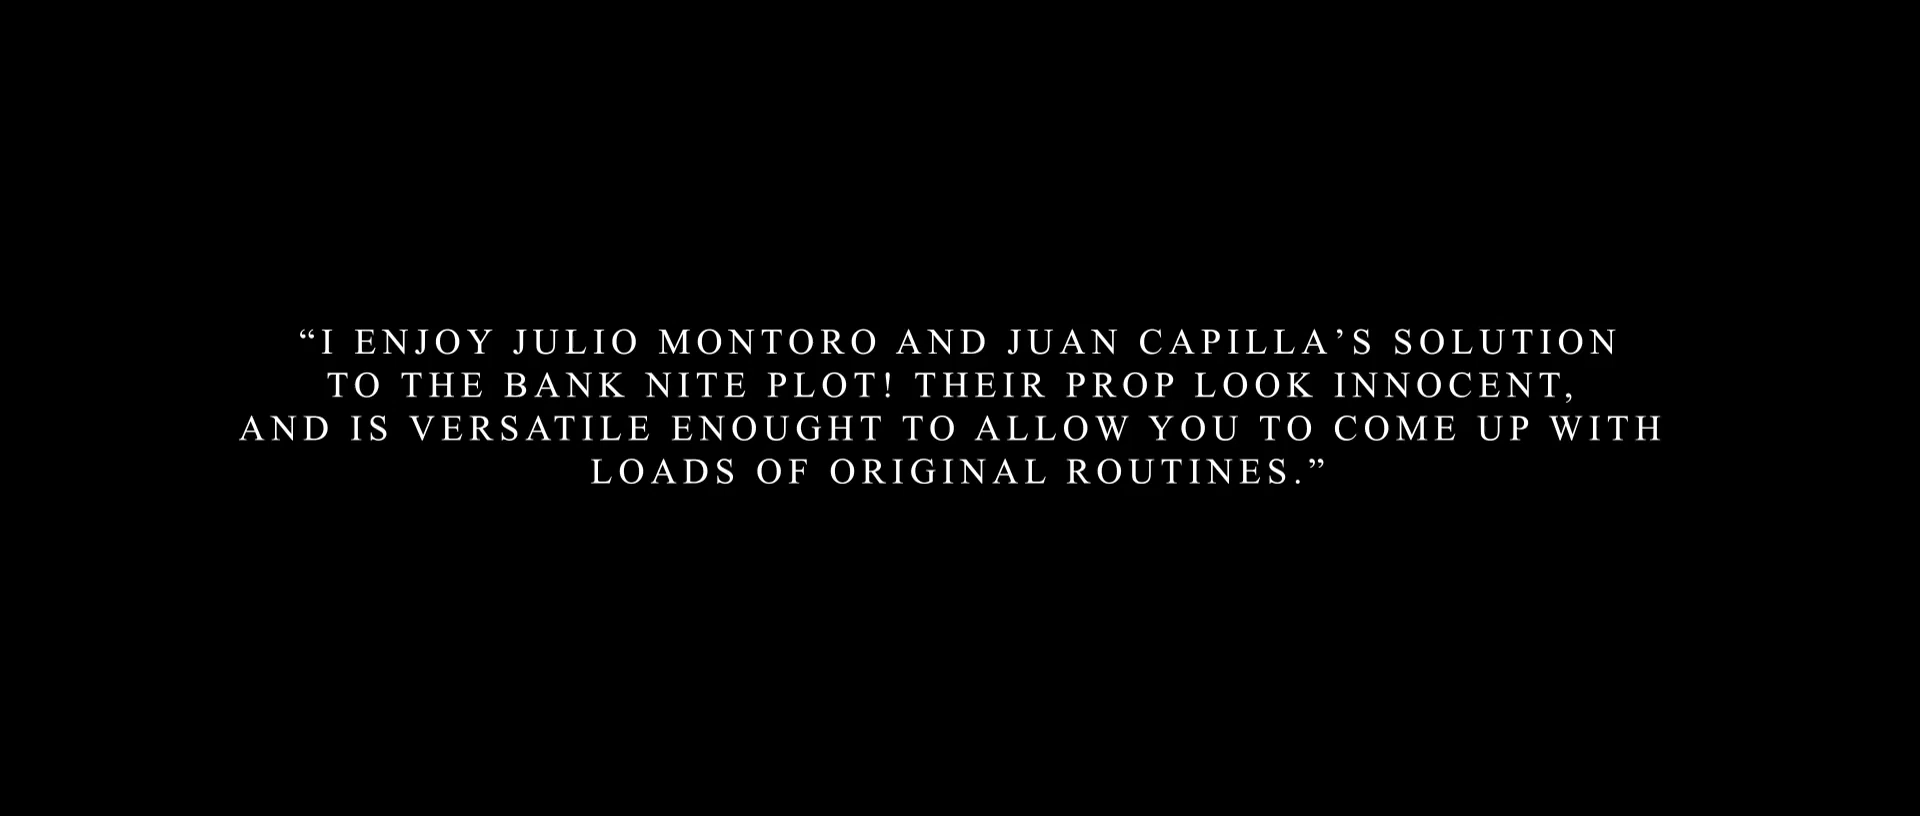 “I ENJOY JULIO MONTORO AND JUAN CAPILLA’S SOLUTION
TO THE BANK NITE PLOT! THEIR PROP LOOK INNOCENT,
AND IS VERSATILE ENOUGHT TO ALLOW YOU TO COME UP WITH
LOADS OF ORIGINAL ROUTINES.”